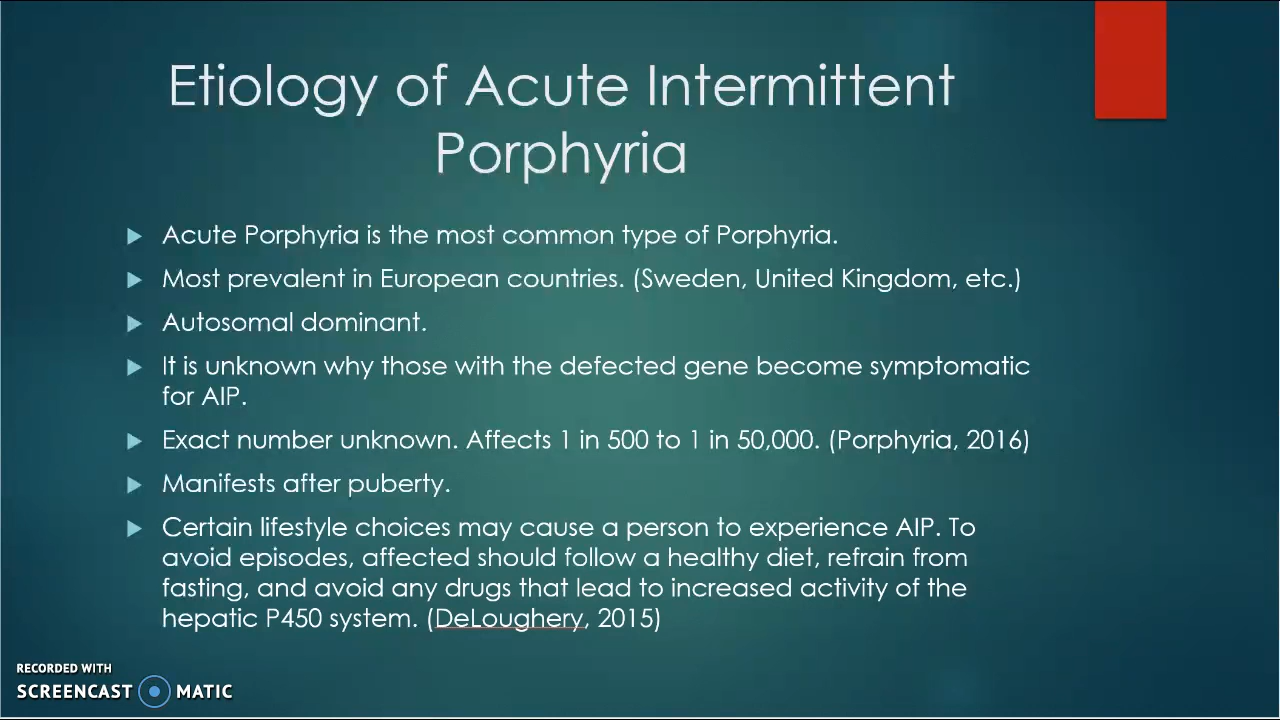 Etiology of Acute Intermittent
Porphyria
Acute Porphyria is the most common type of Porphyria.
Most prevalent in European countries. (Sweden, United Kingdom, etc.)
Autosomal dominant.
It is unknown why those with the defected gene become symptomatic
for AIP.
Exact number unknown. Affects 1 in 500 to 1 in 50,000. (Porphyria, 2016)
Manifests after puberty.
Certain lifestyle choices may cause a person to experience AIP. To
avoid episodes, affected should follow a healthy diet, refrain from
fasting, and avoid any drugs that lead to increased activity of the
hepatic P450 system. (DeLoughery, 2015)
RECORDED WITH
SCREENCAST MATIC